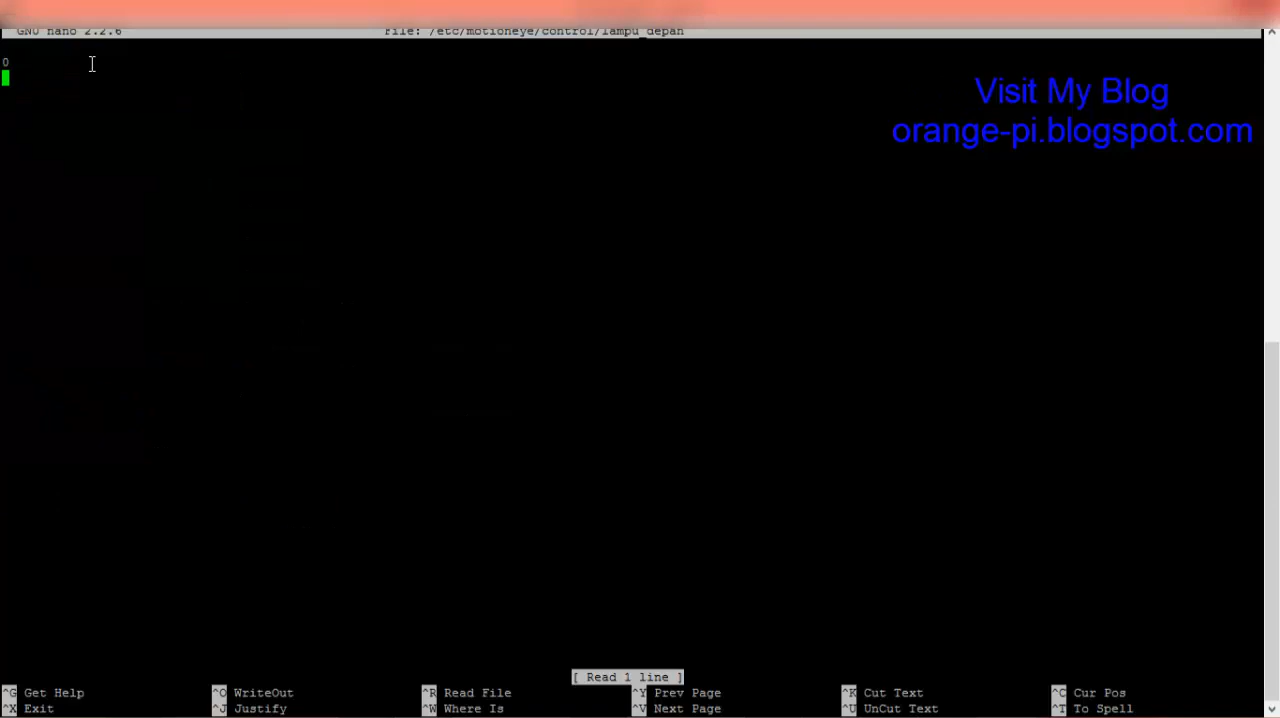 GNU nano 2.2.6 File: /etc/motioneye/control/lampu_depan
0
Visit My Blog
orange-pi.blogspot.com
[ Read 1 line ]
^G Get Help ^O WriteOut ^R Read File ^Y Prev Page ^K Cut Text ^C Cur Pos
^X Exit ^J Justify ^W Where Is ^V Next Page ^U UnCut Text ^T To Spell